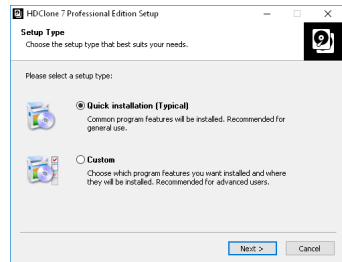 HDClone 7 Professional Edition Setup
Setup Type
Choose the setup type that best suits your needs.
9
Please select a setup type:
Quick installation (Typical)
Common program features will be installed. Recommended for
general use.
Custom
Choose which program features you want installed and where
they will be installed. Recommended for advanced users.
Next >
Cancel